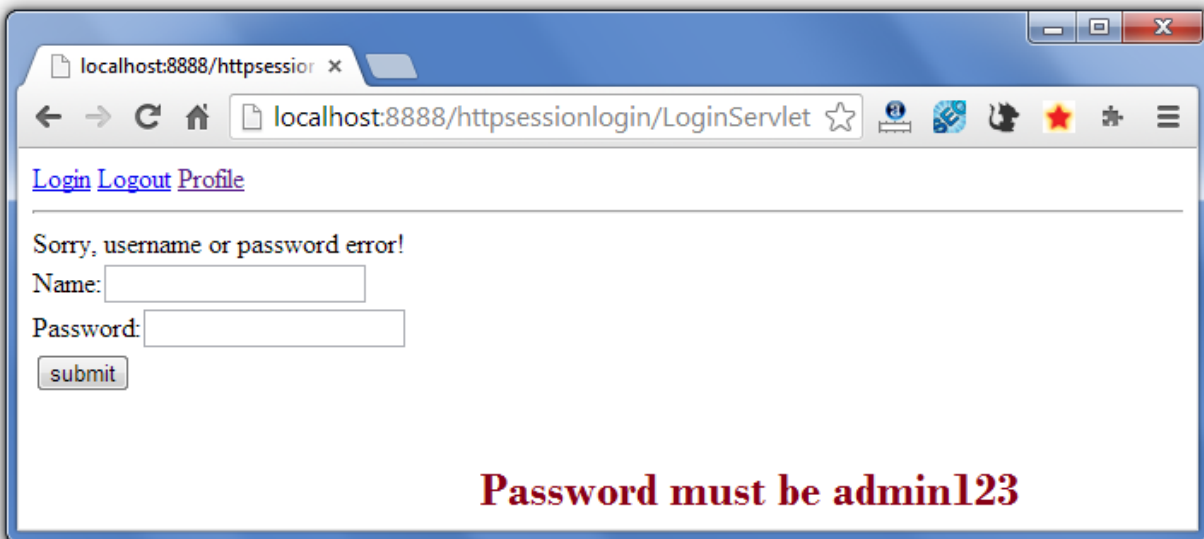 localhost:8888/httpsession
localhost:8888/httpsessionlogin/LoginServlet
Login Logout Profile
Sorry, username or password error!
Name:
Password:
submit
Password must be admin123